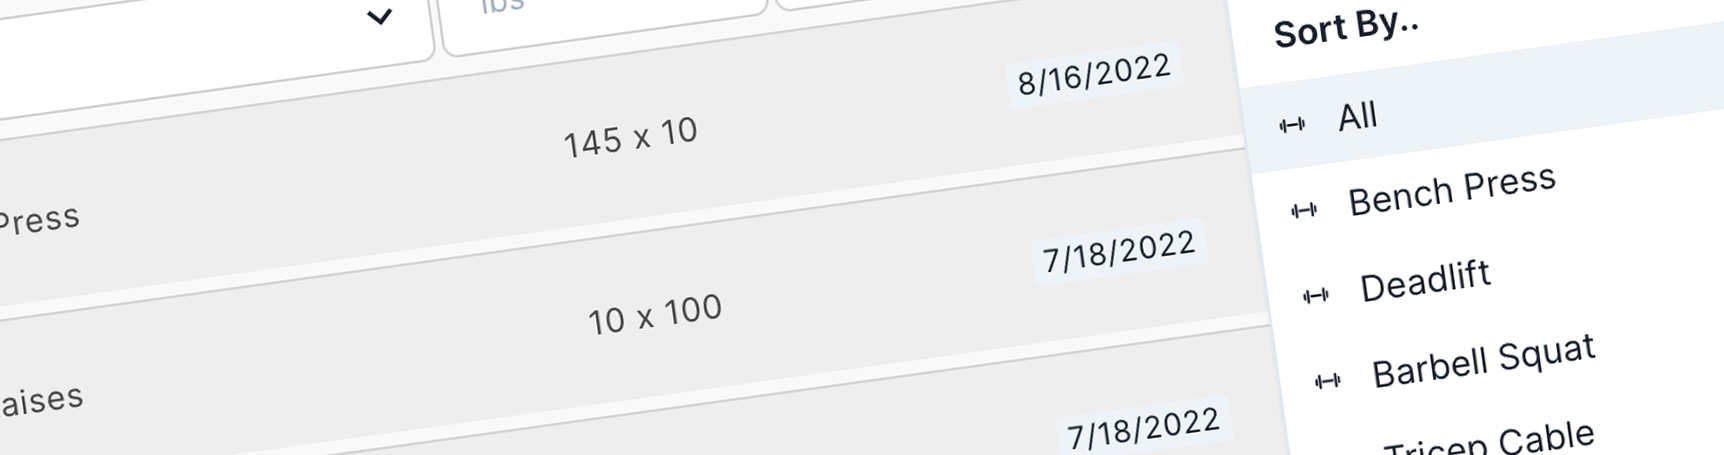 lbs
8/16/2022
145 x 10
Press
7/18/2022
10 x 100
aises
7/18/2022
Sort By..
All
Bench Press
Deadlift
Barbell Squat
Tricep Cable